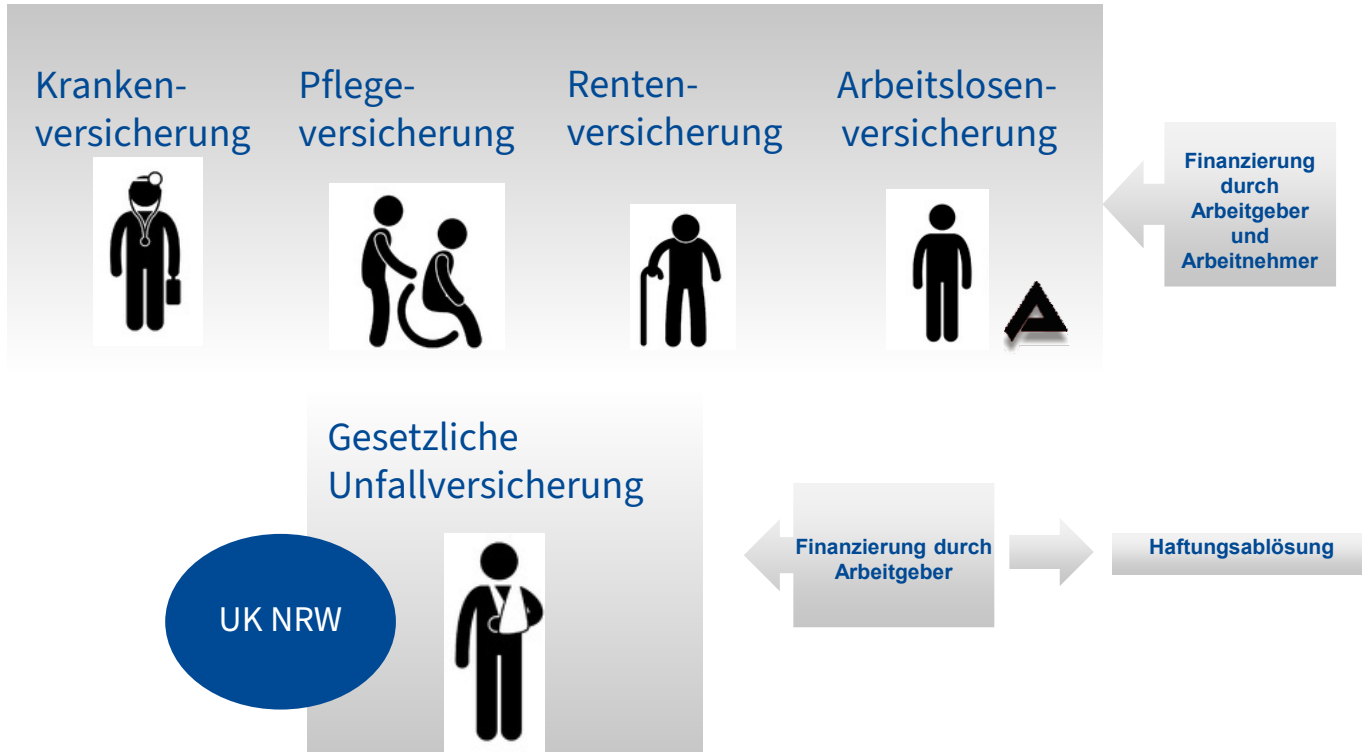 Kranken-
versicherung
Pflege-
versicherung
Renten-
versicherung
Arbeitslosen-
versicherung
Finanzierung
durch
Arbeitgeber
und
Arbeitnehmer
Gesetzliche
Unfallversicherung
UK NRW
Finanzierung durch
Arbeitgeber
Haftungsablösung